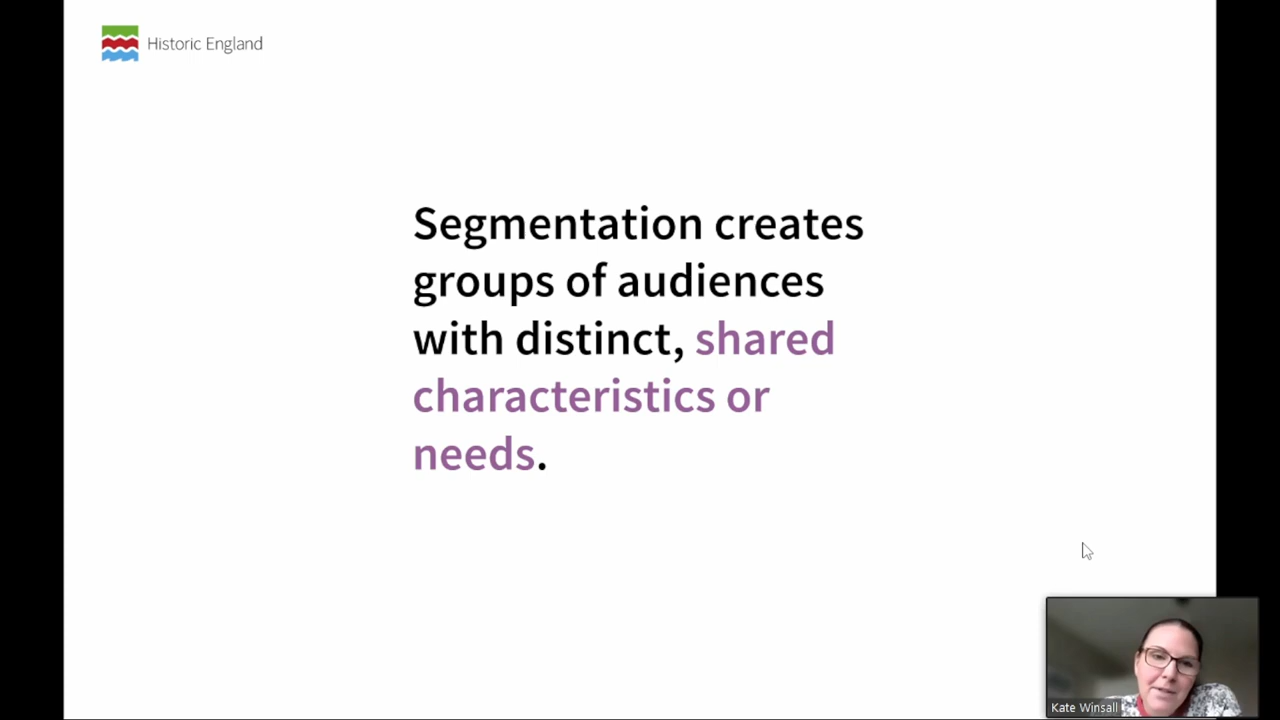 Historic England
Segmentation creates
groups of audiences
with distinct, shared
characteristics or
needs.
Kate Winsall